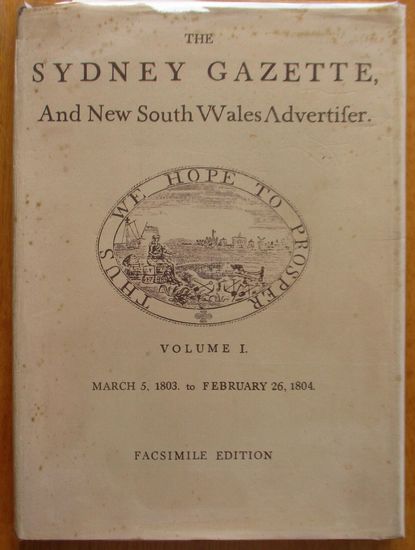 THE
SYDNEY GAZETTE,
And New South Wales Advertiſer.
THUS WE HOPE TO PROSPER
VOLUME I.
MARCH 5, 1803. to FEBRUARY 26, 1804.
FACSIMILE EDITION